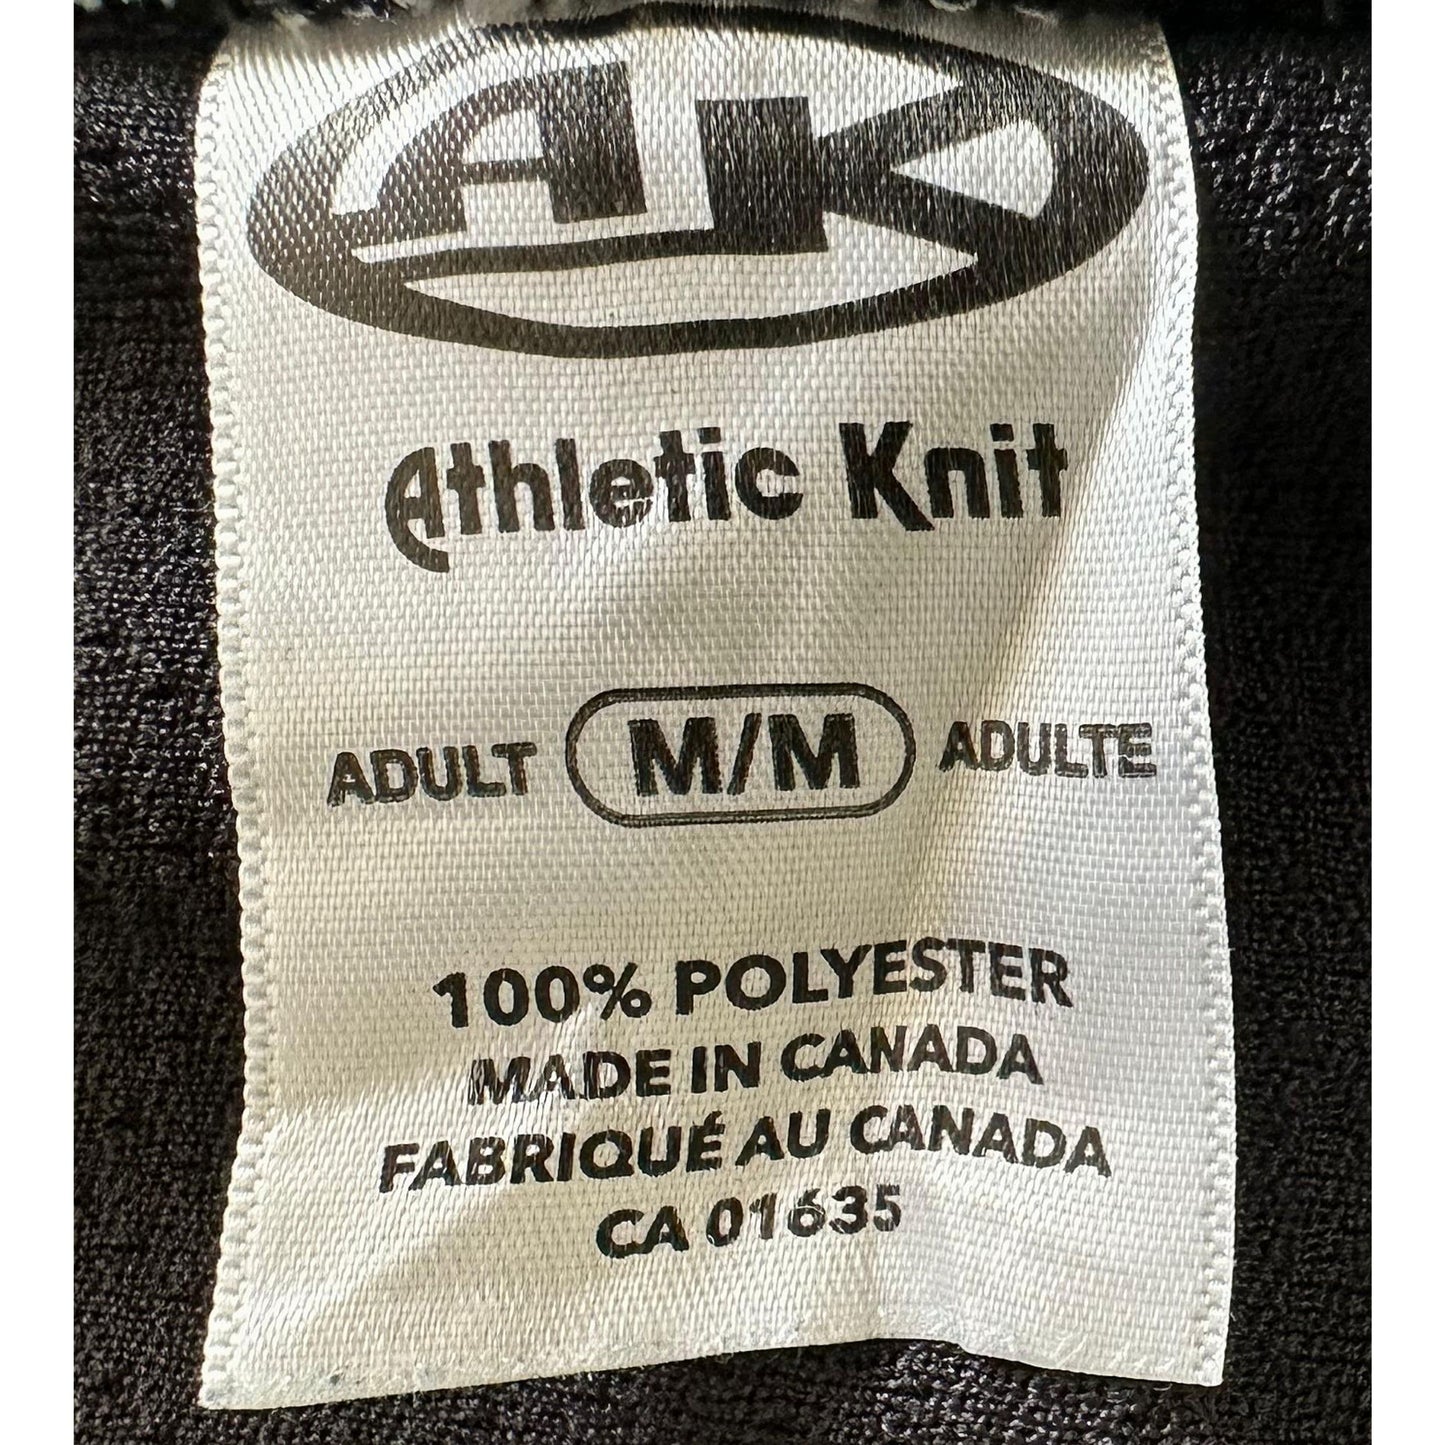 AK
Athletic Knit
ADULT M/M ADULTE
100% POLYESTER
MADE IN CANADA
FABRIQUÉ AU CANADA
CA 01635